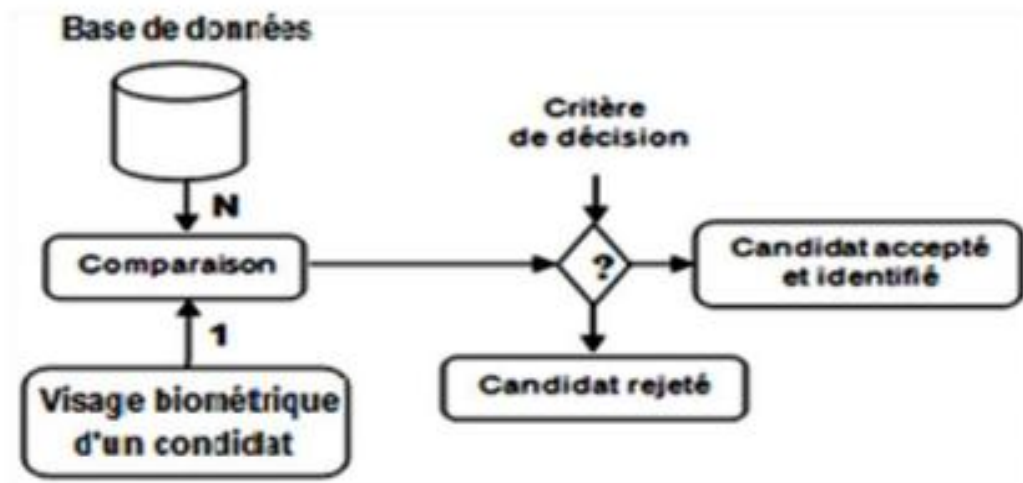 Base de données
Critère
de décision
N
Comparaison
?
Candidat accepté
et identifié
1
Candidat rejeté
Visage biométrique
d'un condidat